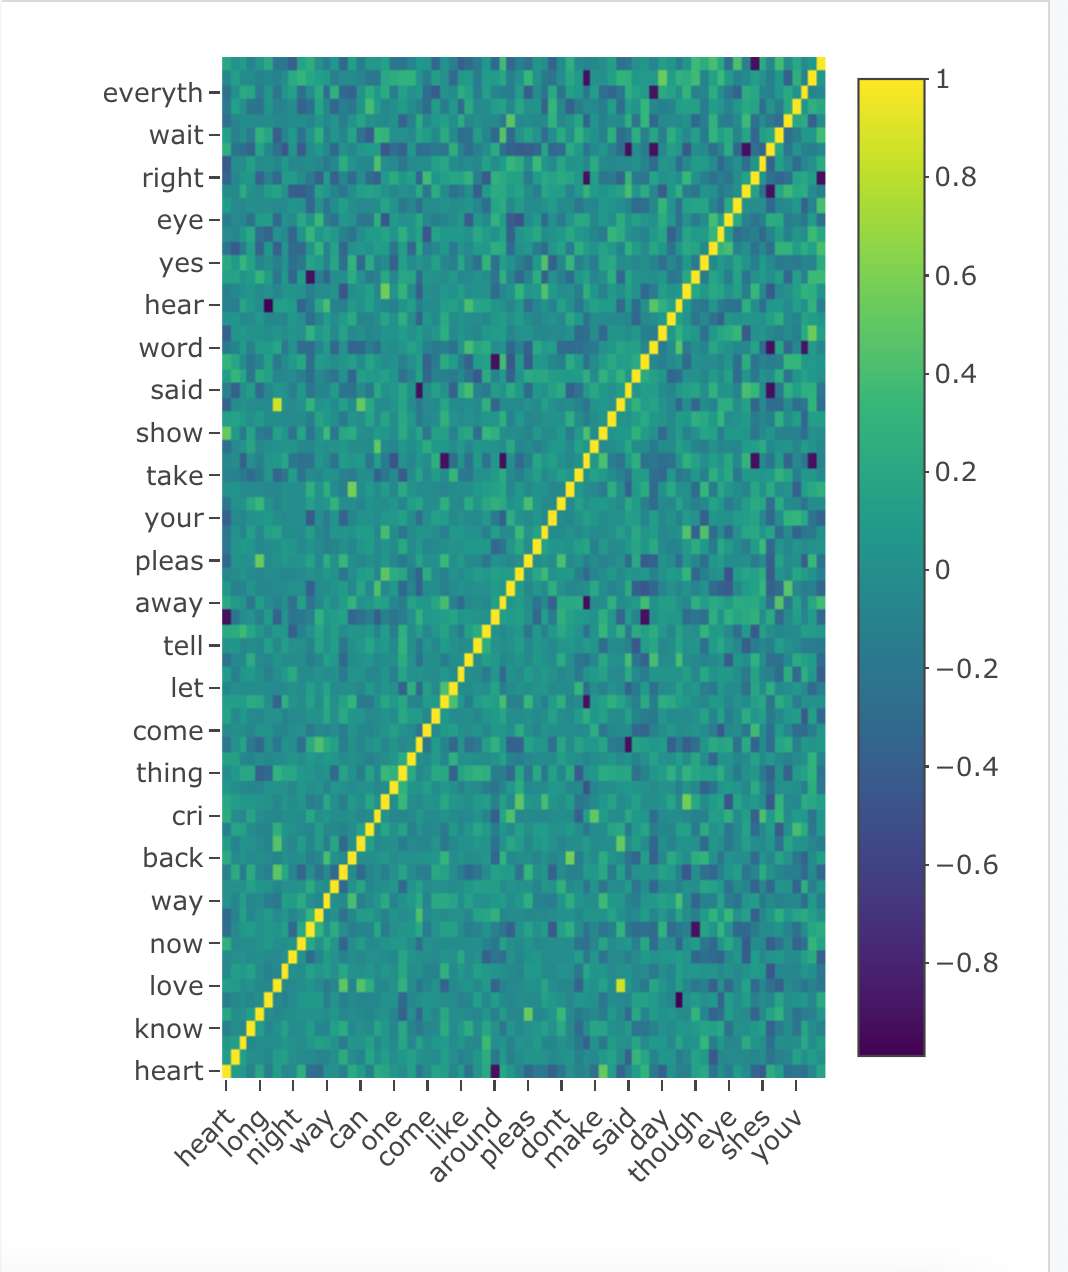 everyth
wait
right
eye
yes
hear
word
said
show
take
your
pleas
away
tell
let
come
thing
cri
back
way
now
love
know
heart
heart
long
night
way
can
one
come
like
around
pleas
dont
make
said
day
though
eye
shes
youv
1
0.8
0.6
0.4
0.2
0
−0.2
−0.4
−0.6
−0.8